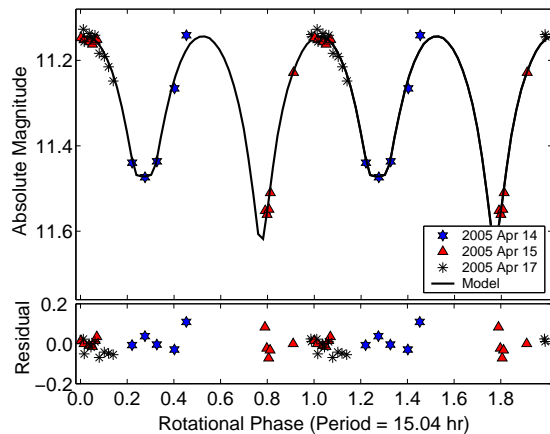 11.2
11.4
11.6
Absolute Magnitude
2005 Apr 14
2005 Apr 15
2005 Apr 17
Model
0.2
0.0
−0.2
Residual
0.0 0.2 0.4 0.6 0.8 1.0 1.2 1.4 1.6 1.8
Rotational Phase (Period = 15.04 hr)